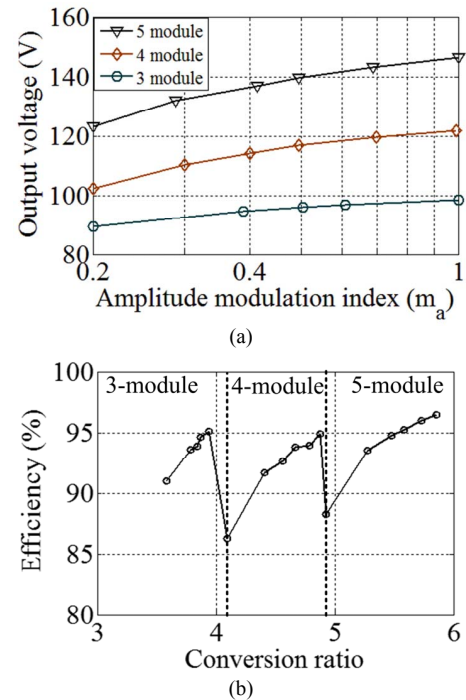 (a)
160
5 module
4 module
3 module
140
120
100
80
Output voltage (V)
0.2
0.4
1
Amplitude modulation index (mₐ)
(a)
(b)
100
3-module
4-module
5-module
95
90
85
80
Efficiency (%)
3
4
5
6
Conversion ratio
(b)